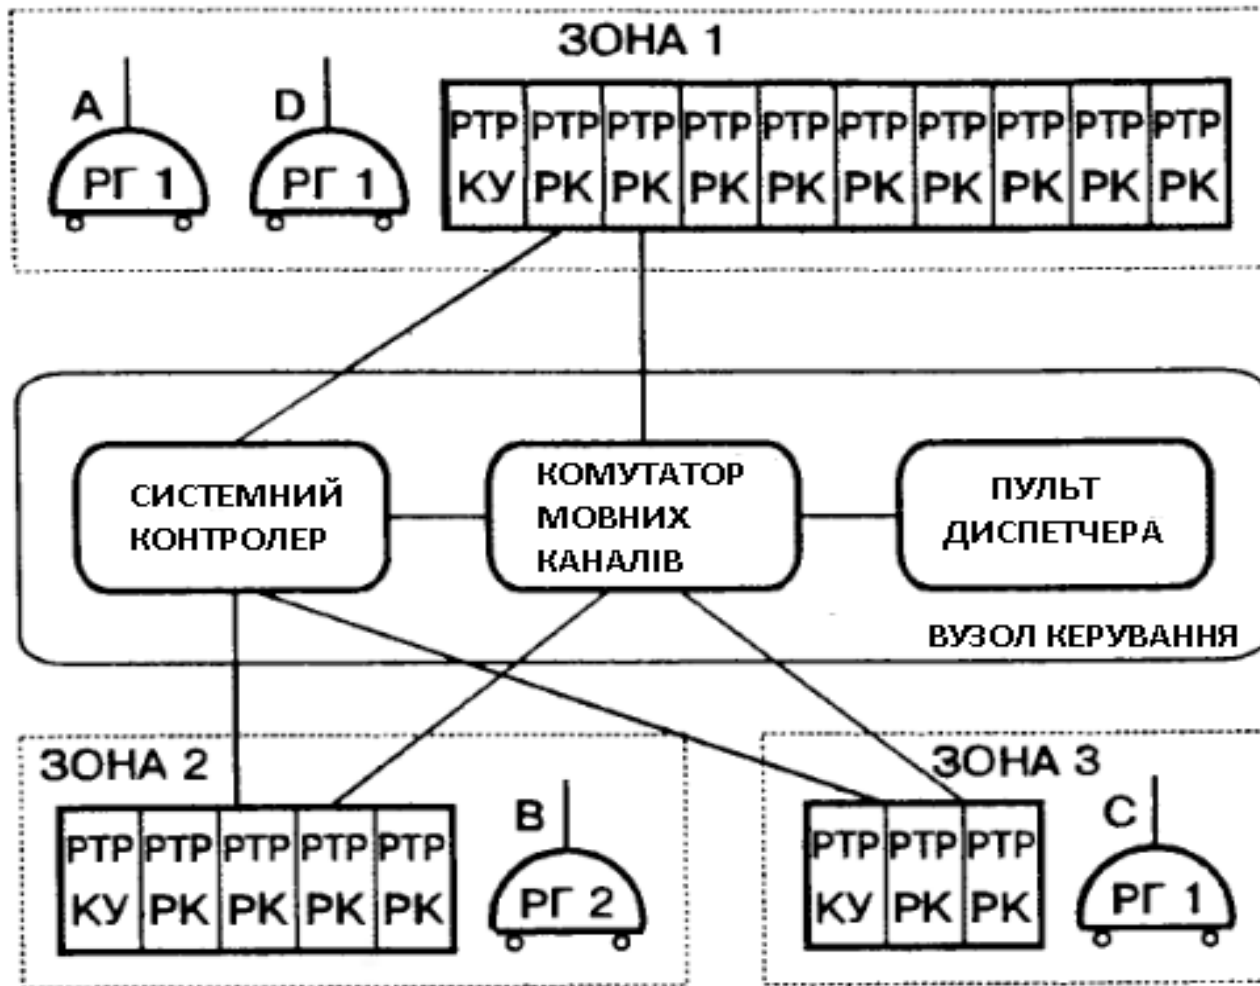 ЗОНА 1
A D
РГ 1 РГ 1
РТР РТР РТР РТР РТР РТР РТР РТР РТР РТР
КУ РК РК РК РК РК РК РК РК РК
СИСТЕМНИЙ
КОНТРОЛЕР
КОМУТАТОР
МОВНИХ
КАНАЛІВ
ПУЛЬТ
ДИСПЕТЧЕРА
ВУЗОЛ КЕРУВАННЯ
ЗОНА 2
РТР РТР РТР РТР РТР
КУ РК РК РК РК
B
РГ 2
ЗОНА 3
РТР РТР РТР
КУ РК РК
C
РГ 1